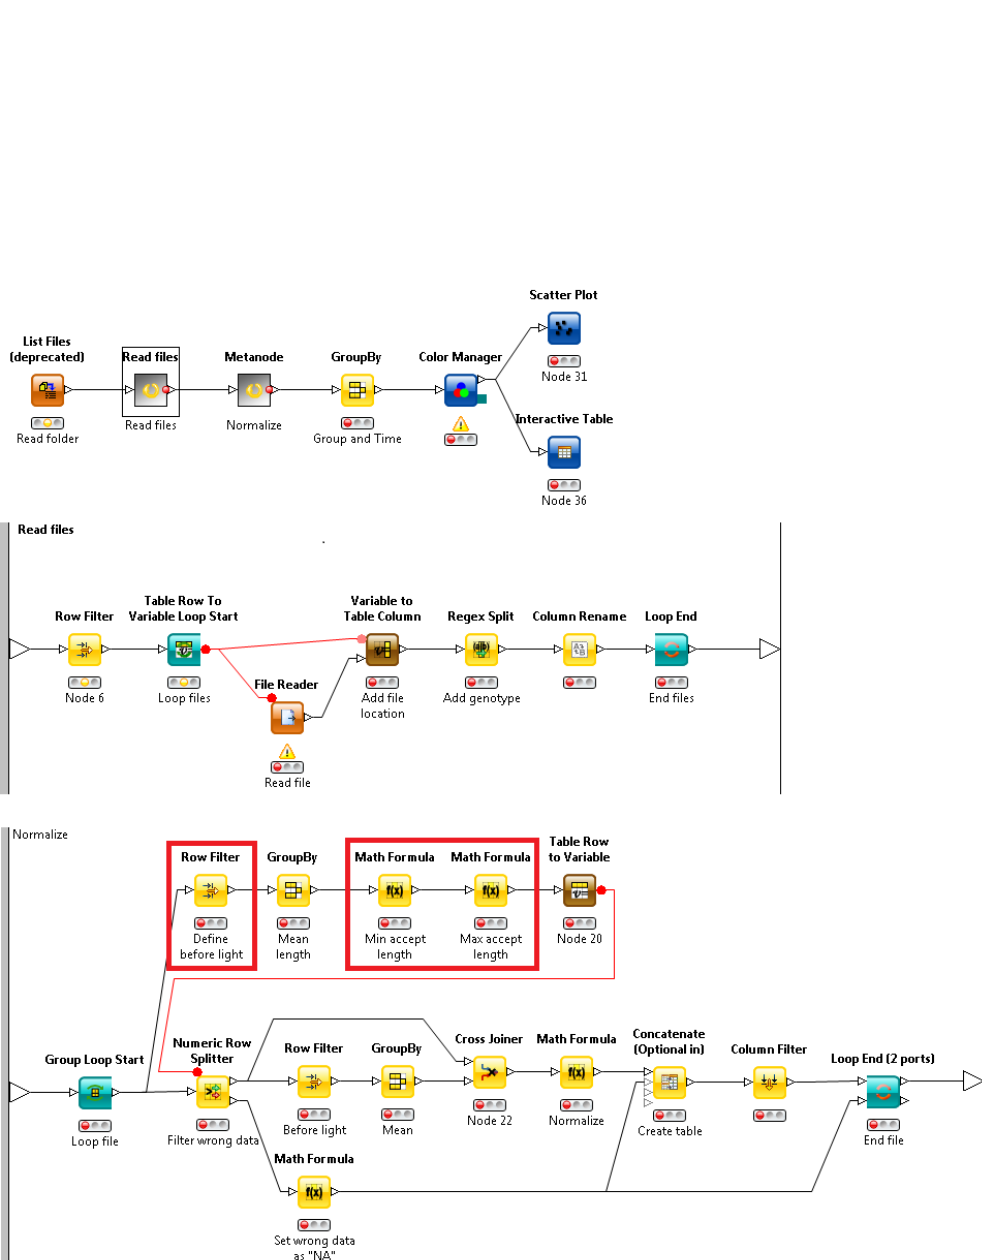 Scatter Plot
List Files
(deprecated)
Read files
Metanode
GroupBy
Color Manager
Node 31
Interactive Table
Read folder
Read files
Normalize
Group and Time
Node 36
Read files
Row Filter
Table Row To
Variable Loop Start
Variable to
Table Column
Regex Split
Column Rename
Loop End
Node 6
Loop files
File Reader
Add file
location
Add genotype
End files
Read file
Normalize
Row Filter
GroupBy
Math Formula
Math Formula
Table Row
to Variable
Define
before light
Mean
length
Min accept
length
Max accept
length
Node 20
Group Loop Start
Numeric Row
Splitter
Row Filter
GroupBy
Cross Joiner
Math Formula
Concatenate
(Optional in)
Column Filter
Loop End (2 ports)
Loop file
Filter wrong data
Before light
Mean
Node 22
Normalize
Create table
End file
Math Formula
Set wrong data
as "NA"